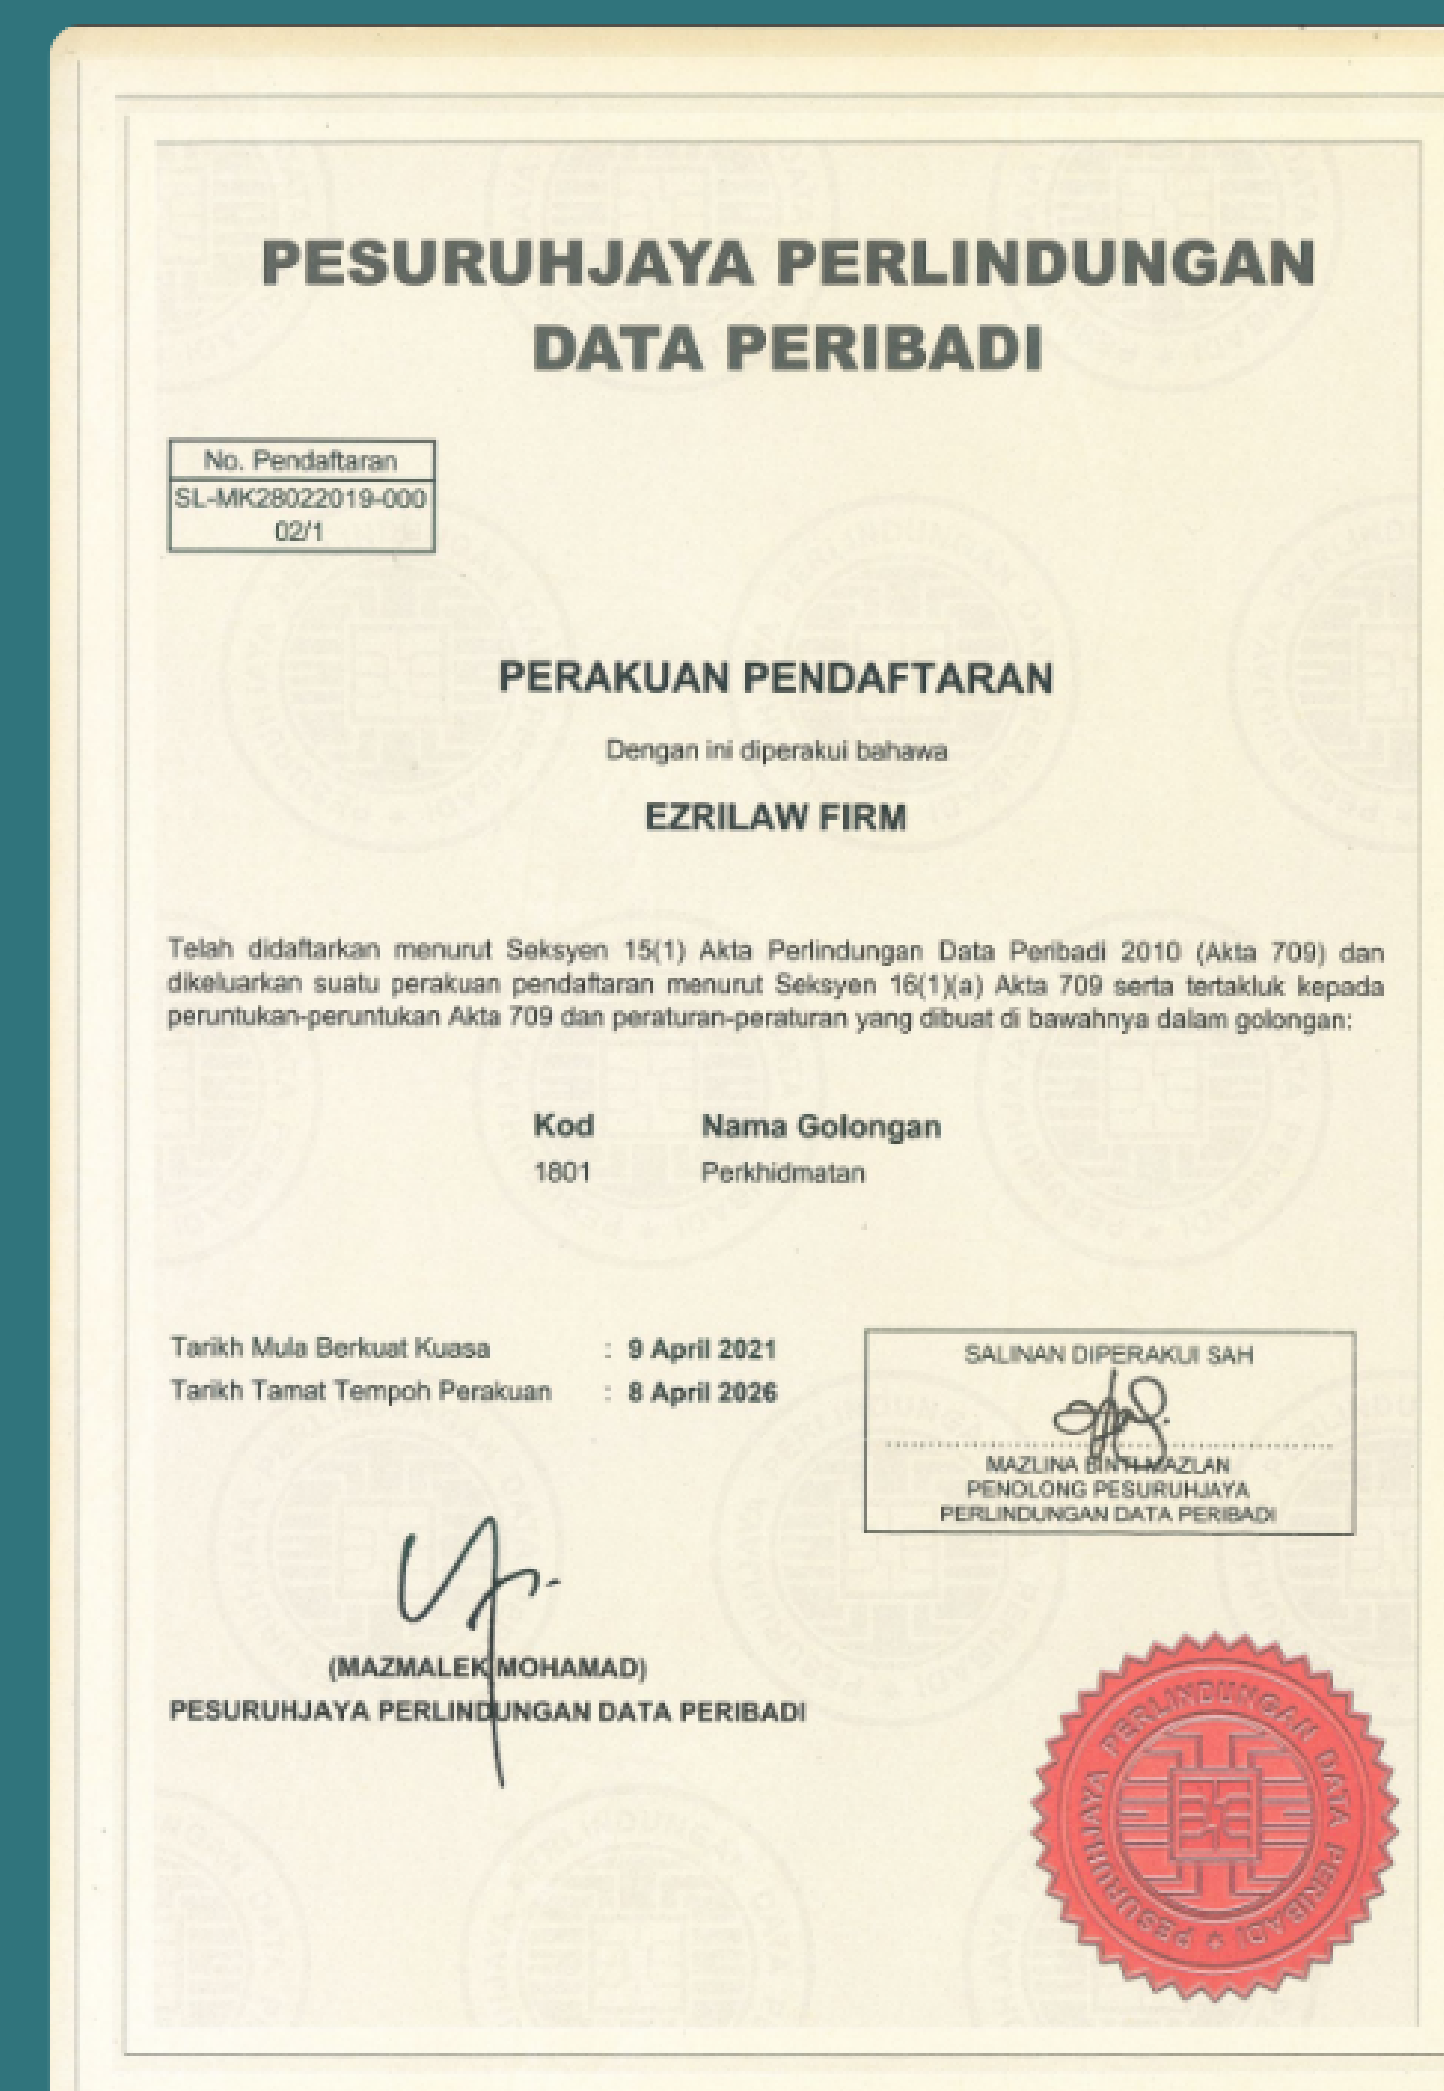 PESURUHJAYA PERLINDUNGAN
DATA PERIBADI
No. Pendaftaran
SL-MK28022019-000
02/1
PERAKUAN PENDAFTARAN
Dengan ini diperakui bahawa
EZRILAW FIRM
Telah didaftarkan menurut Seksyen 15(1) Akta Perlindungan Data Peribadi 2010 (Akta 709) dan
dikeluarkan suatu perakuan pendaftaran menurut Seksyen 16(1)(a) Akta 709 serta tertakluk kepada
peruntukan-peruntukan Akta 709 dan peraturan-peraturan yang dibuat di bawahnya dalam golongan:
Kod Nama Golongan
1801 Perkhidmatan
Tarikh Mula Berkuat Kuasa : 9 April 2021
Tarikh Tamat Tempoh Perakuan : 8 April 2026
SALINAN DIPERAKUI SAH
MAZLINA BINTI MAZLAN
PENOLONG PESURUHJAYA
PERLINDUNGAN DATA PERIBADI
(MAZMALEK MOHAMAD)
PESURUHJAYA PERLINDUNGAN DATA PERIBADI
PESURUHJAYA PERLINDUNGAN DATA PERIBADI